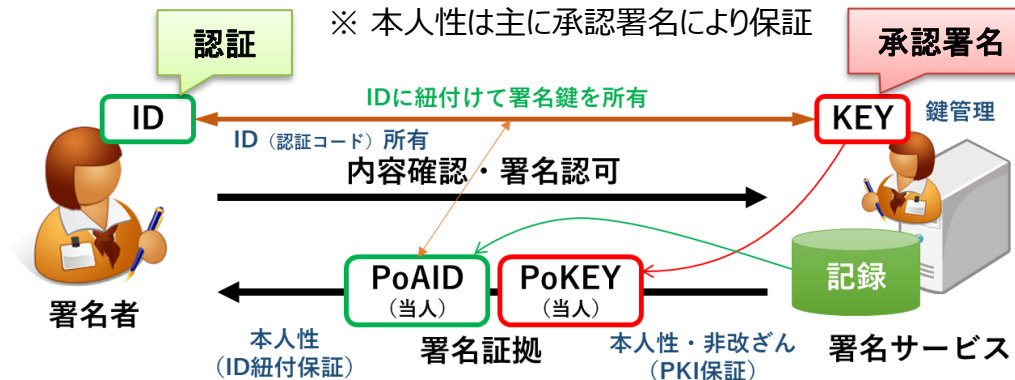 ※ 本人性は主に承認署名により保証
認証
承認署名
IDに紐付けて署名鍵を所有
ID
KEY
鍵管理
ID（認証コード）所有
内容確認・署名認可
PoAID
（当人）
PoKEY
（当人）
記録
署名者
本人性
（ID紐付保証）
署名証拠
本人性・非改ざん
（PKI保証）
署名サービス